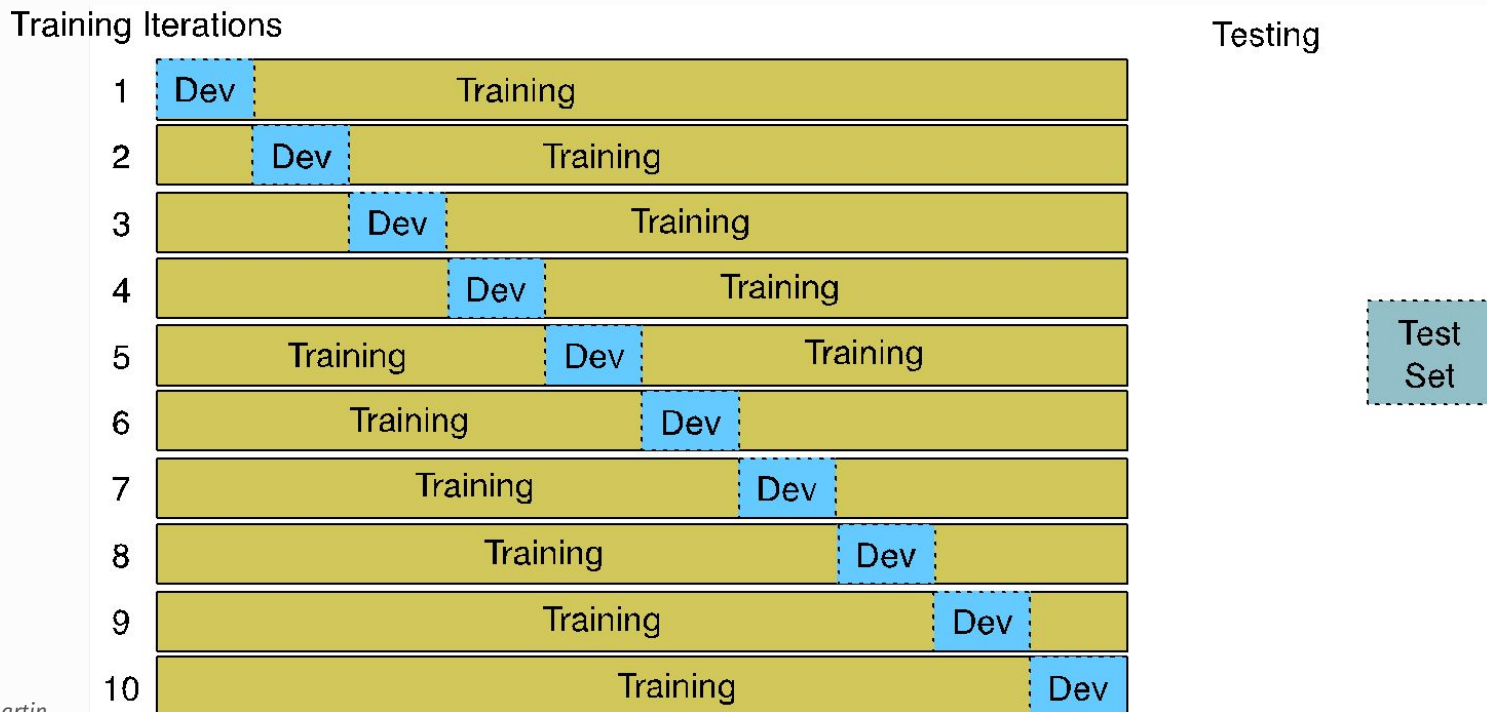 Training Iterations
Testing
1 Dev Training
2 Dev Training
3 Dev Training
4 Dev Training
5 Training Dev Training
6 Training Dev
7 Training Dev
8 Training Dev
9 Training Dev
10 Training Dev
Test
Set
artin